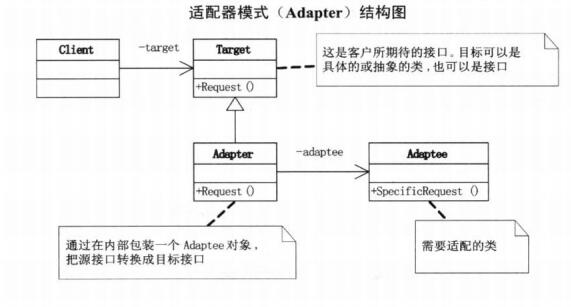 适配器模式（Adapter）结构图
Client
-target
Target
+Request()
这是客户所期待的接口。目标可以是
具体的或抽象的类，也可以是接口
Adapter
+Request()
-adaptee
Adaptee
+SpecificRequest()
通过在内部包装一个 Adaptee 对象，
把源接口转换成目标接口
需要适配的类